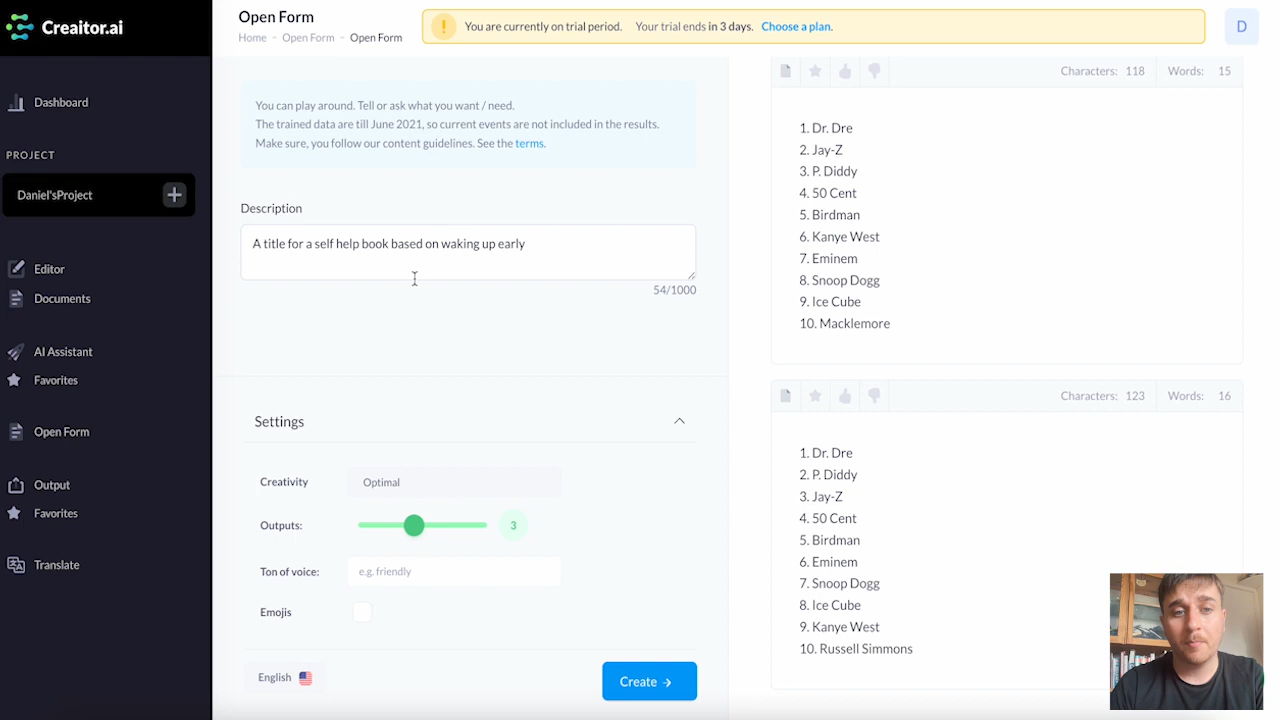 Creaitor.ai
Dashboard
PROJECT
Daniel'sProject
Editor
Documents
AI Assistant
Favorites
Open Form
Output
Favorites
Translate
Open Form
Home - Open Form - Open Form
You are currently on trial period. Your trial ends in 3 days. Choose a plan.
D
You can play around. Tell or ask what you want / need.
The trained data are till June 2021, so current events are not included in the results.
Make sure, you follow our content guidelines. See the terms.
Description
A title for a self help book based on waking up early
54/1000
Settings
Creativity Optimal
Outputs: 3
Ton of voice: e.g. friendly
Emojis
English
Create →
Characters: 118 Words: 15
1. Dr. Dre
2. Jay-Z
3. P. Diddy
4. 50 Cent
5. Birdman
6. Kanye West
7. Eminem
8. Snoop Dogg
9. Ice Cube
10. Macklemore
Characters: 123 Words: 16
1. Dr. Dre
2. P. Diddy
3. Jay-Z
4. 50 Cent
5. Birdman
6. Eminem
7. Snoop Dogg
8. Ice Cube
9. Kanye West
10. Russell Simmons